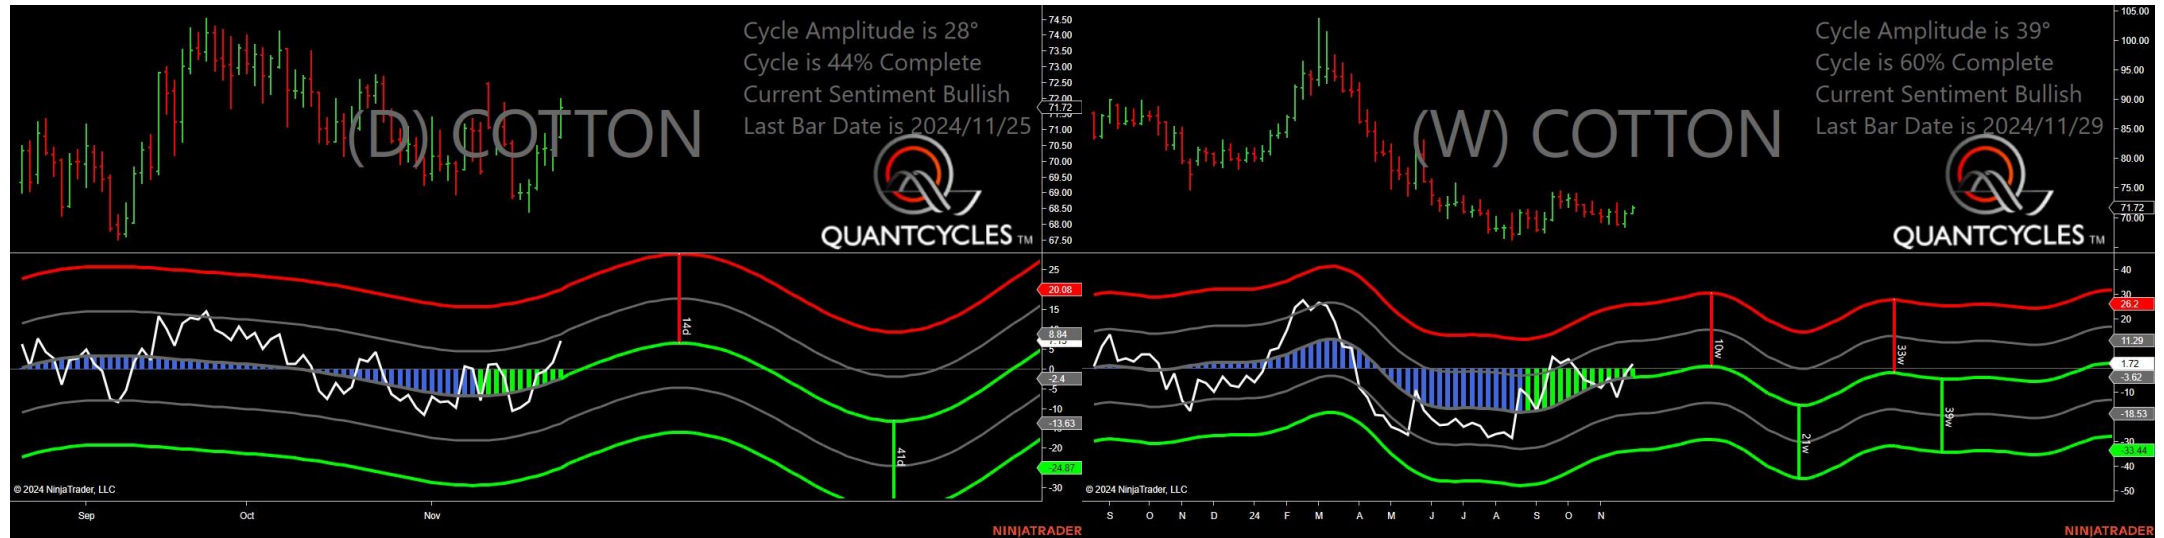 Cycle Amplitude is 28°
Cycle is 44% Complete
Current Sentiment Bullish
Last Bar Date is 2024/11/25
(D) COTTON
QUANTCYCLES TM
74.50
74.00
73.50
73.00
72.50
72.00
71.72
71.00
70.50
70.00
69.50
69.00
68.50
68.00
67.50
14d
41d
25
20.08
15
8.84
5
0
-2.4
-5
-10
-13.63
-20
-24.87
-30
© 2024 NinjaTrader, LLC
Sep Oct Nov
NINJATRADER
Cycle Amplitude is 39°
Cycle is 60% Complete
Current Sentiment Bullish
Last Bar Date is 2024/11/29
(W) COTTON
QUANTCYCLES TM
105.00
100.00
95.00
90.00
85.00
80.00
75.00
71.72
70.00
10w
33w
21w
39w
40
30
26.2
20
11.29
1.72
-3.62
-10
-18.53
-30
-33.44
-40
-50
© 2024 NinjaTrader, LLC
S O N D 24 F M A M J J A S O N
NINJATRADER